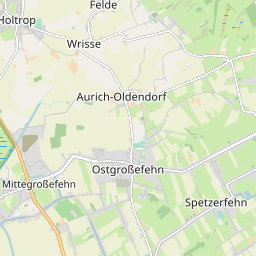 Felde
Holtrop
Wrisse
Aurich-Oldendorf
Ostgroßefehn
Mittegroßefehn
Spetzerfehn